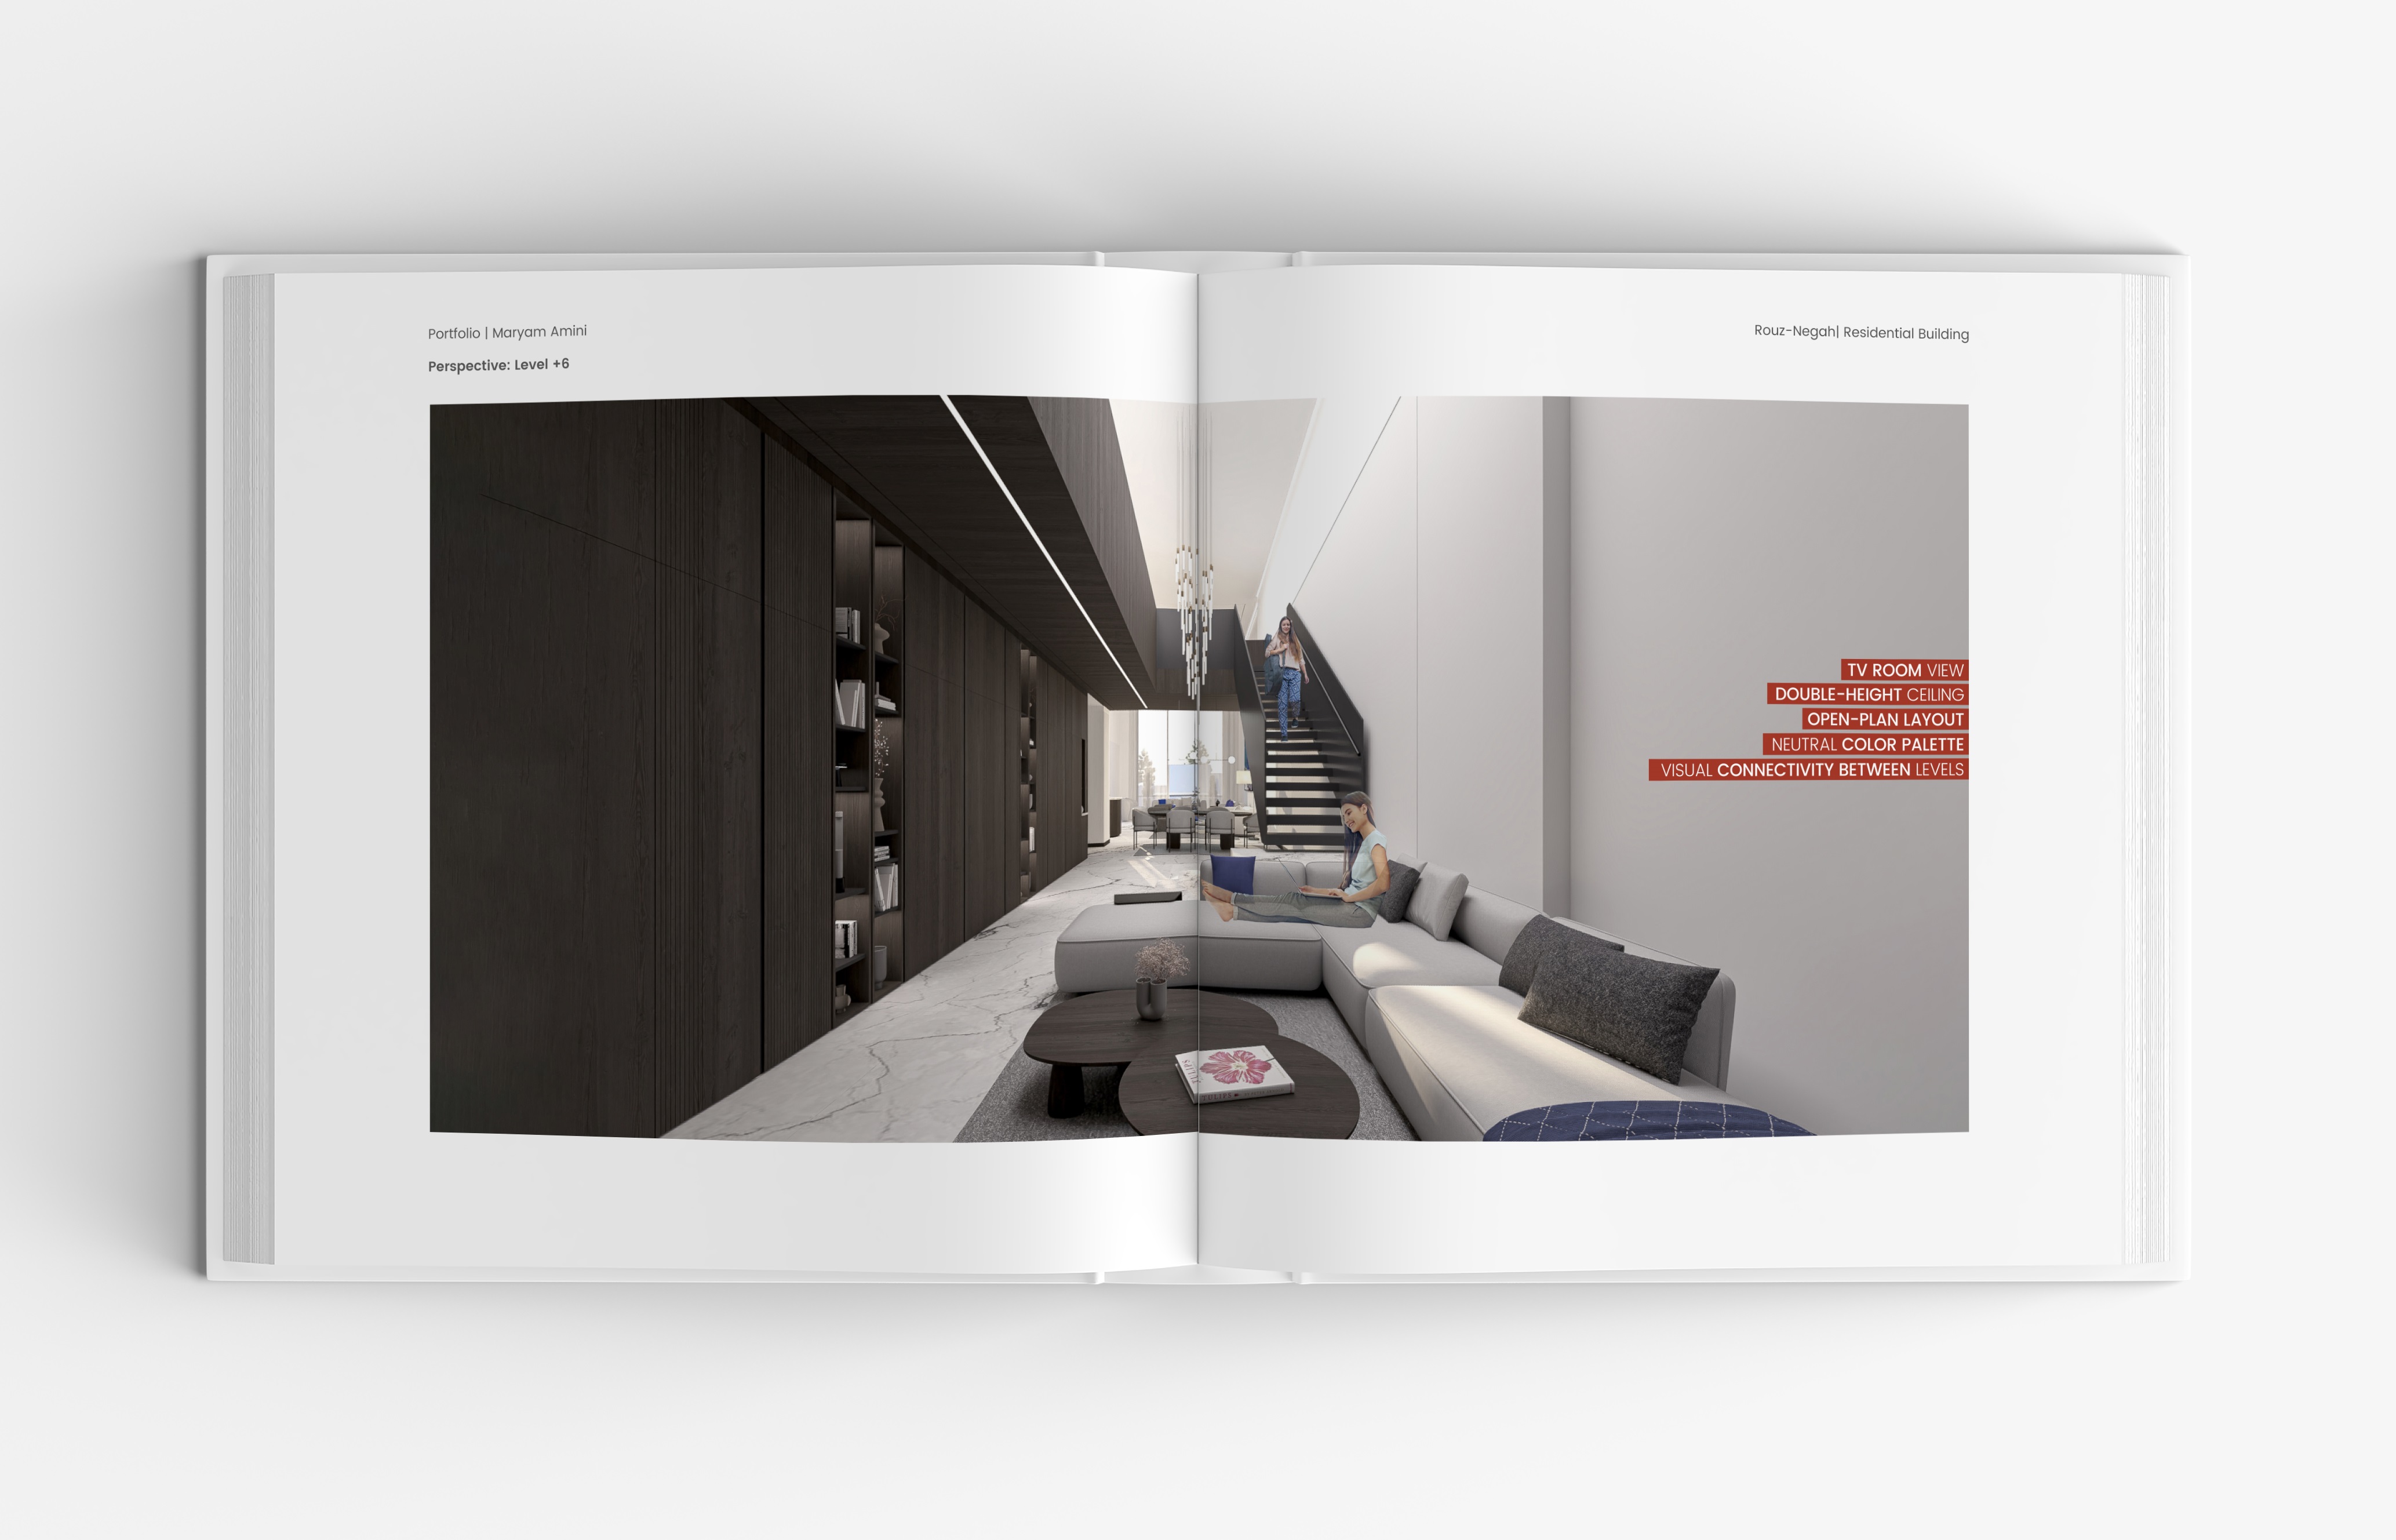 Portfolio | Maryam Amini
Perspective: Level +6
Rouz-Negah| Residential Building
TV ROOM VIEW
DOUBLE-HEIGHT CEILING
OPEN-PLAN LAYOUT
NEUTRAL COLOR PALETTE
VISUAL CONNECTIVITY BETWEEN LEVELS
TULIPS